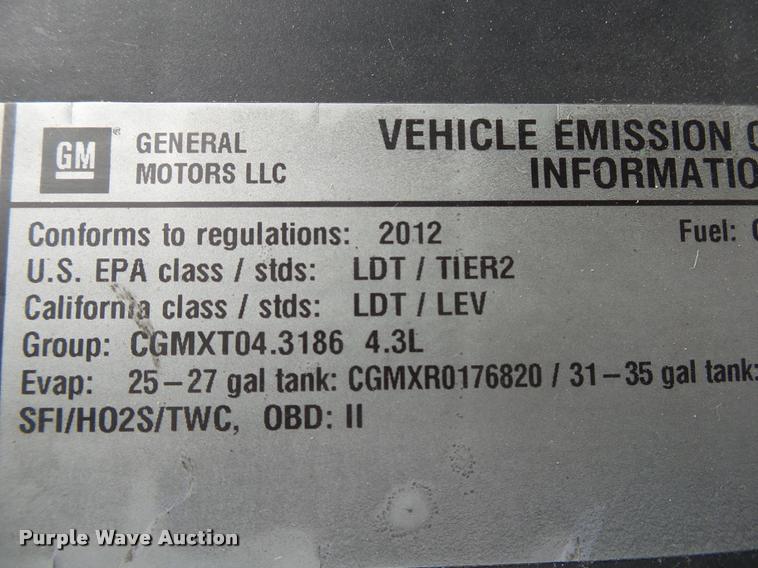 GM ® GENERAL MOTORS LLC
VEHICLE EMISSION
INFORMATIO
Conforms to regulations: 2012 Fuel:
U.S. EPA class / stds: LDT / TIER2
California class / stds: LDT / LEV
Group: CGMXT04.3186 4.3L
Evap: 25–27 gal tank: CGMXR0176820 / 31–35 gal tank:
SFI/HO2S/TWC, OBD: II
Purple Wave Auction